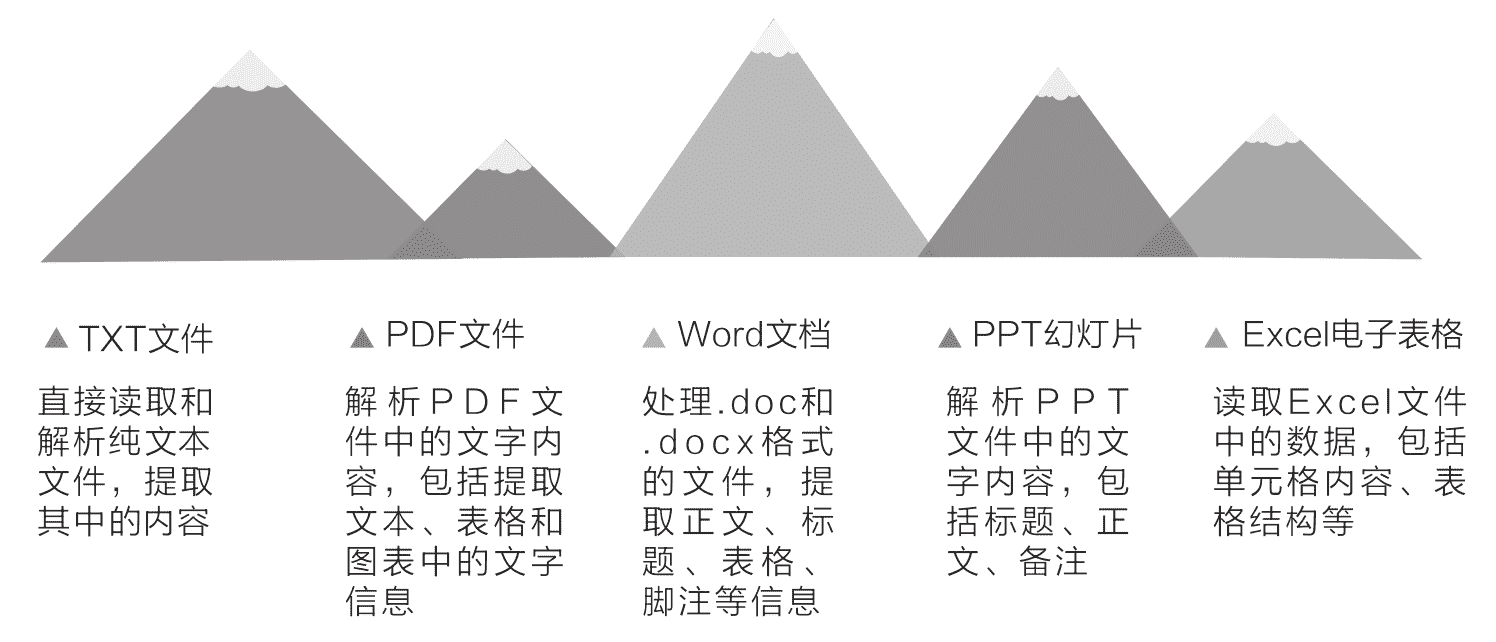 TXT文件
直接读取和
解析纯文本
文件，提取
其中的内容
PDF文件
解析PDF文
件中的文字内
容，包括提取
文本、表格和
图表中的文字
信息
Word文档
处理.doc和
.docx格式
的文件，提
取正文、标
题、表格、
脚注等信息
PPT幻灯片
解析PPT
文件中的文
字内容，包
括标题、正
文、备注
Excel电子表格
读取Excel文件
中的数据，包括
单元格内容、表
格结构等